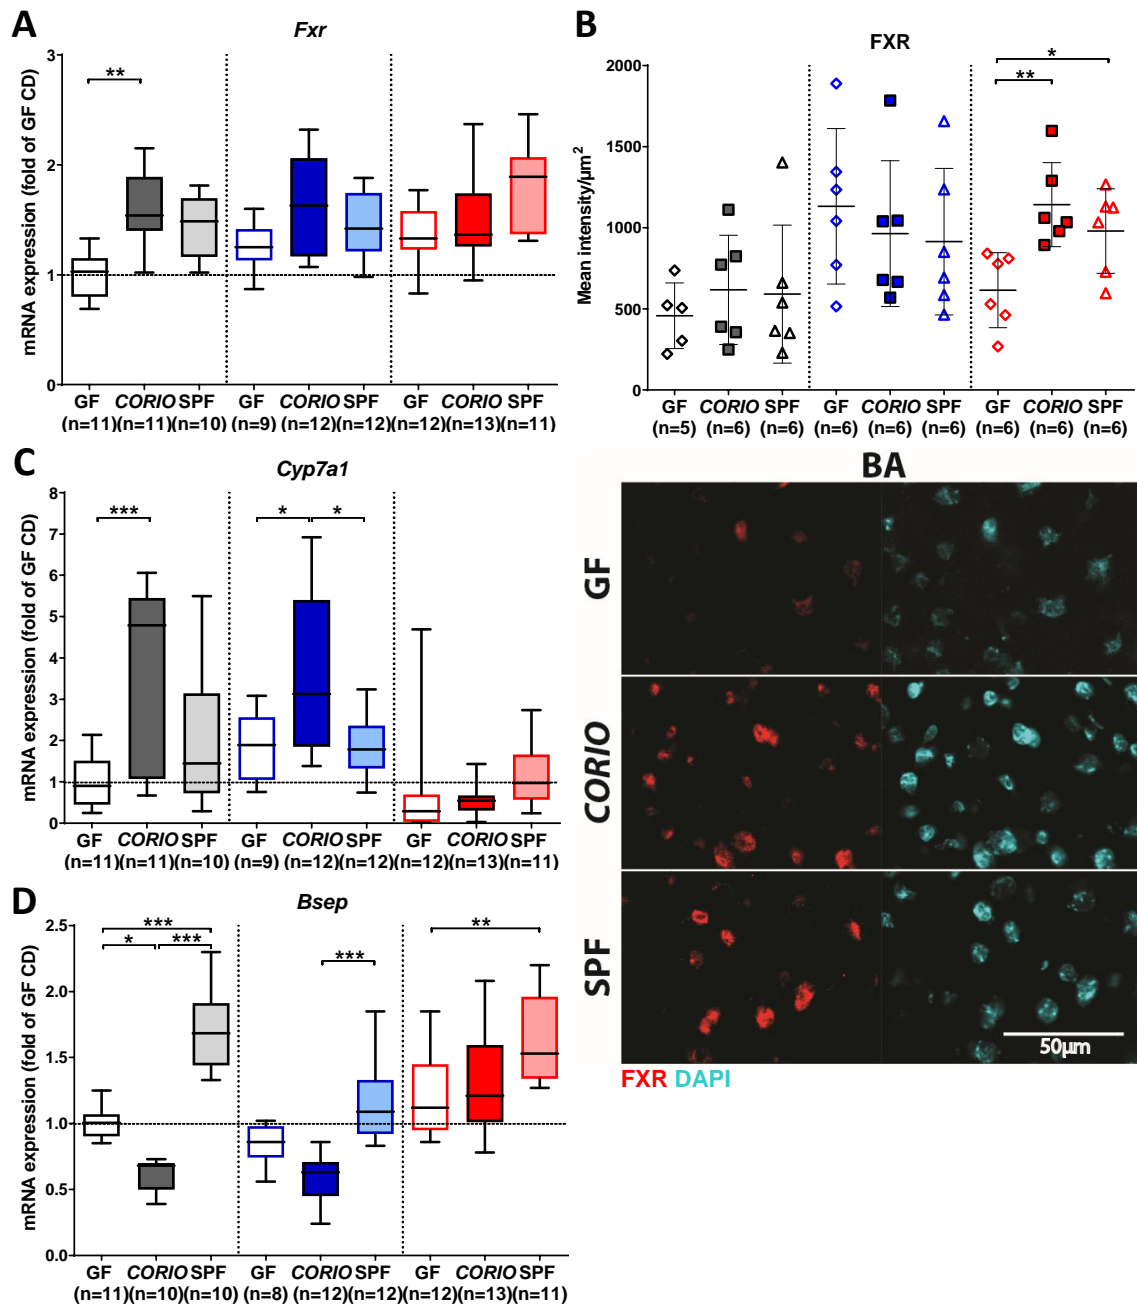 A
Fxr
mRNA expression (fold of GF CD)
3
2
1
0
**
GF CORIO SPF GF CORIO SPF GF CORIO SPF
(n=11)(n=11)(n=10) (n=9) (n=12)(n=12)(n=12) (n=13)(n=11)
B
FXR
Mean intensity/µm²
2000
1500
1000
500
0
*
**
GF CORIO SPF GF CORIO SPF GF CORIO SPF
(n=5) (n=6) (n=6) (n=6) (n=6) (n=6) (n=6) (n=6) (n=6)
C
Cyp7a1
mRNA expression (fold of GF CD)
8
7
6
5
4
3
2
1
0
*** * *
GF CORIO SPF GF CORIO SPF GF CORIO SPF
(n=11)(n=11)(n=10) (n=9) (n=12)(n=12)(n=12) (n=13)(n=11)
BA
GF
CORIO
SPF
50µm
FXR DAPI
D
Bsep
mRNA expression (fold of GF CD)
2.5
2.0
1.5
1.0
0.5
0.0
*** **
* *** ***
GF CORIO SPF GF CORIO SPF GF CORIO SPF
(n=11)(n=10)(n=10) (n=8) (n=12)(n=12)(n=12)(n=13)(n=11)